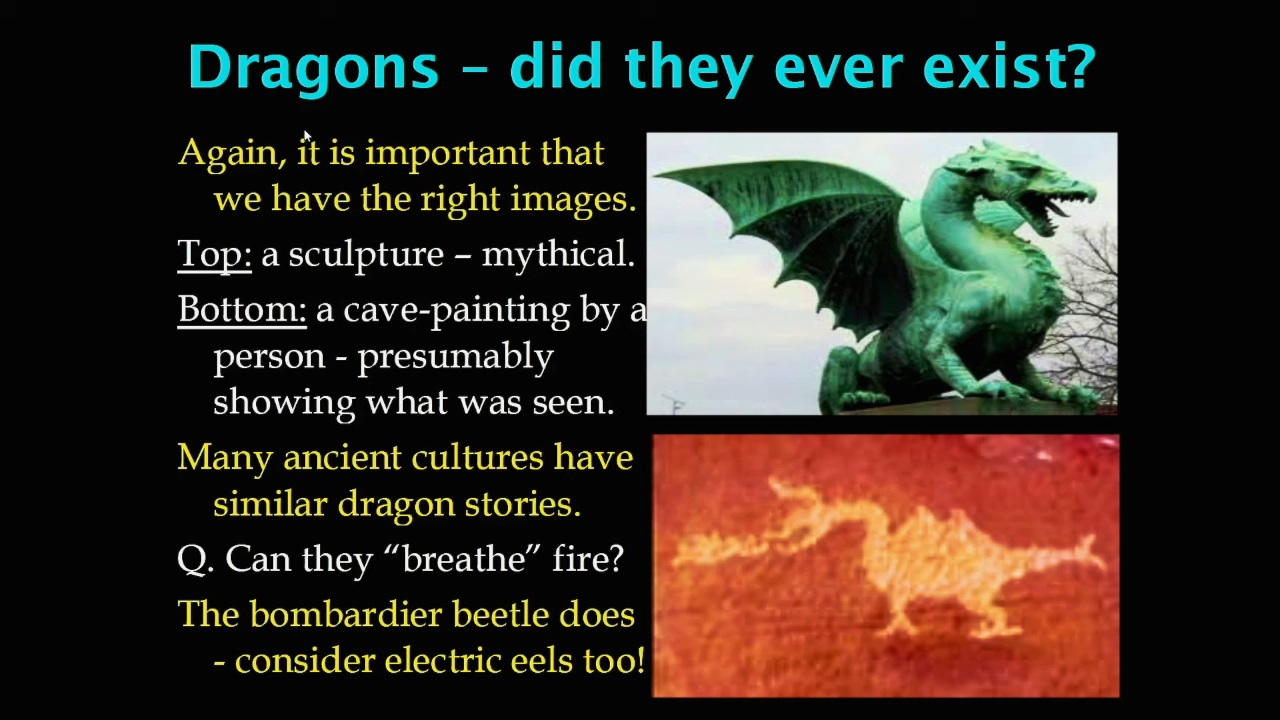 Dragons – did they ever exist?
Again, it is important that
we have the right images.
Top: a sculpture – mythical.
Bottom: a cave-painting by a
person - presumably
showing what was seen.
Many ancient cultures have
similar dragon stories.
Q. Can they “breathe” fire?
The bombardier beetle does
- consider electric eels too!